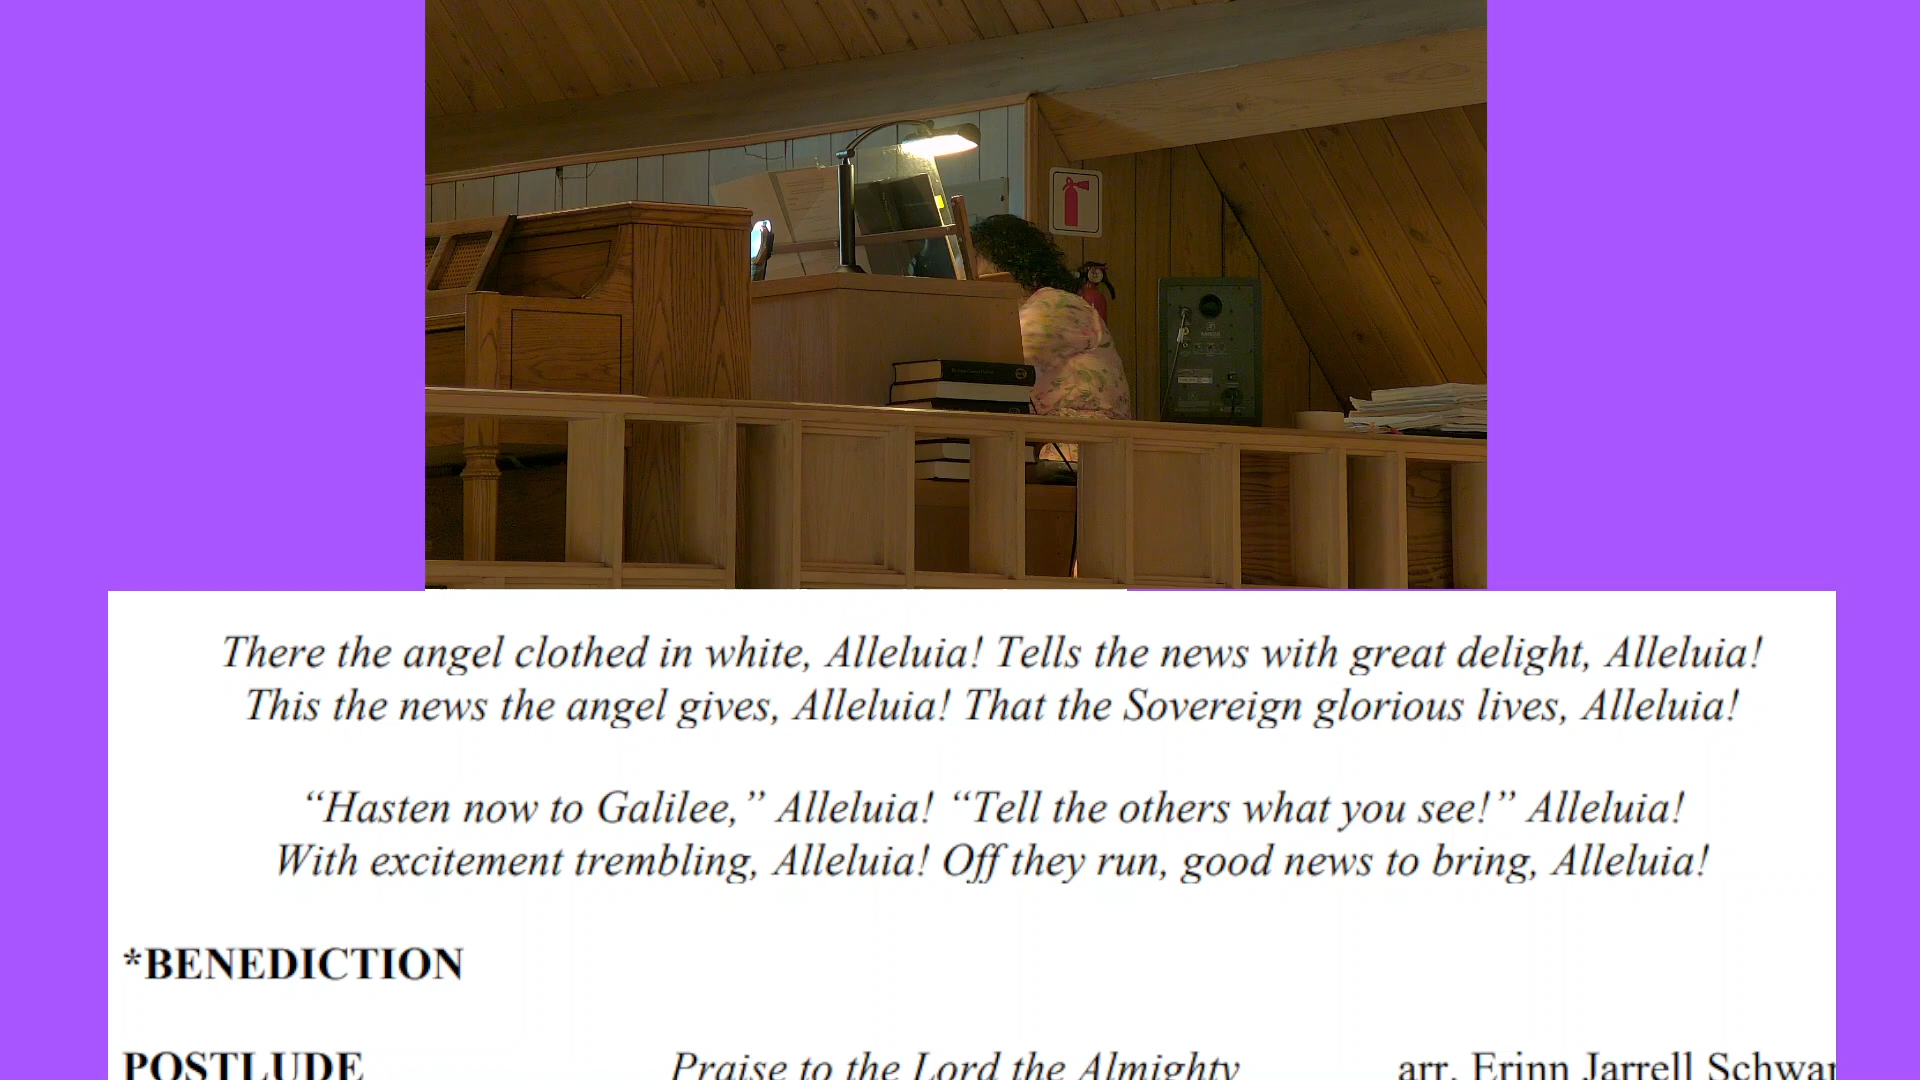 There the angel clothed in white, Alleluia! Tells the news with great delight, Alleluia!
This the news the angel gives, Alleluia! That the Sovereign glorious lives, Alleluia!
“Hasten now to Galilee,” Alleluia! “Tell the others what you see!” Alleluia!
With excitement trembling, Alleluia! Off they run, good news to bring, Alleluia!
*BENEDICTION
POSTLUDE Praise to the Lord the Almighty arr. Erinn Jarrell Schwar